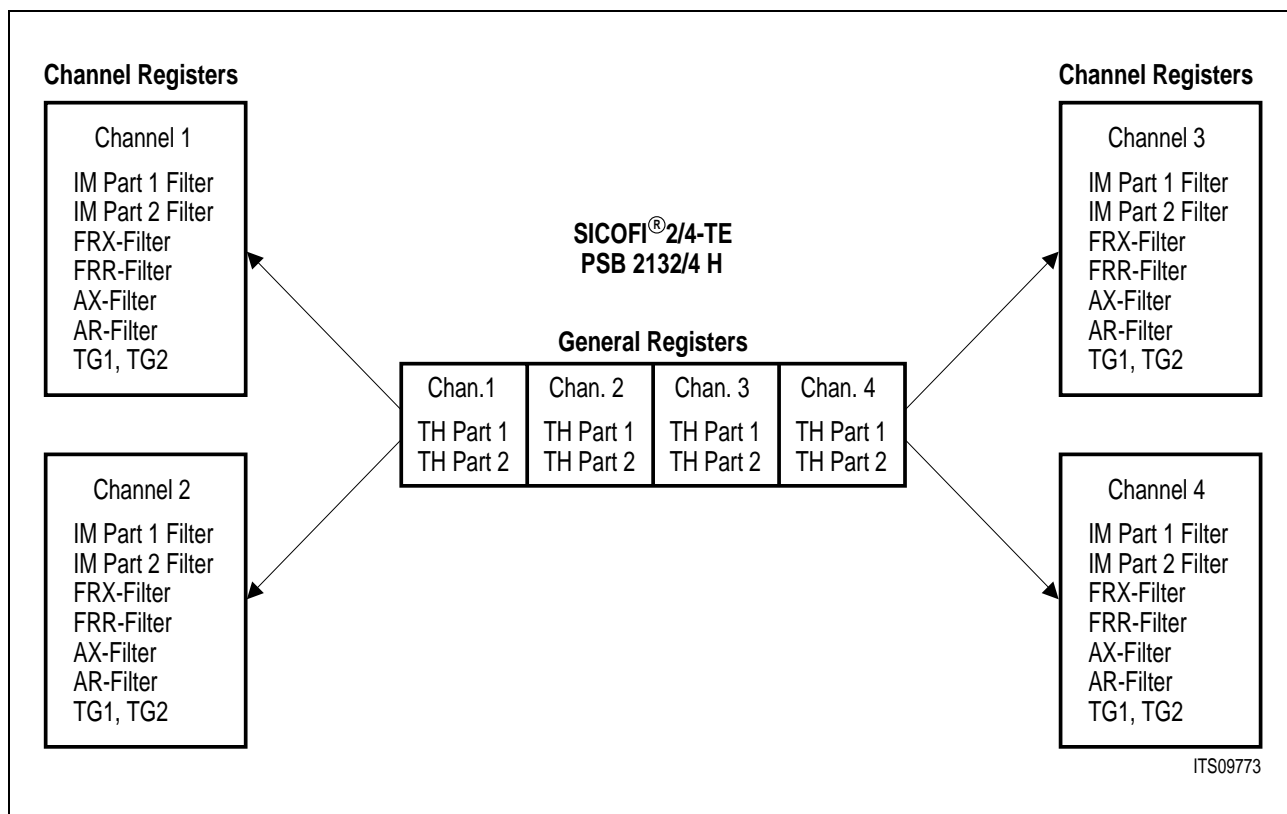 Channel Registers
Channel 1
IM Part 1 Filter
IM Part 2 Filter
FRX-Filter
FRR-Filter
AX-Filter
AR-Filter
TG1, TG2
Channel 2
IM Part 1 Filter
IM Part 2 Filter
FRX-Filter
FRR-Filter
AX-Filter
AR-Filter
TG1, TG2
SICOFI®2/4-TE
PSB 2132/4 H
General Registers
Chan.1
TH Part 1
TH Part 2
Chan. 2
TH Part 1
TH Part 2
Chan. 3
TH Part 1
TH Part 2
Chan. 4
TH Part 1
TH Part 2
Channel Registers
Channel 3
IM Part 1 Filter
IM Part 2 Filter
FRX-Filter
FRR-Filter
AX-Filter
AR-Filter
TG1, TG2
Channel 4
IM Part 1 Filter
IM Part 2 Filter
FRX-Filter
FRR-Filter
AX-Filter
AR-Filter
TG1, TG2
ITS09773